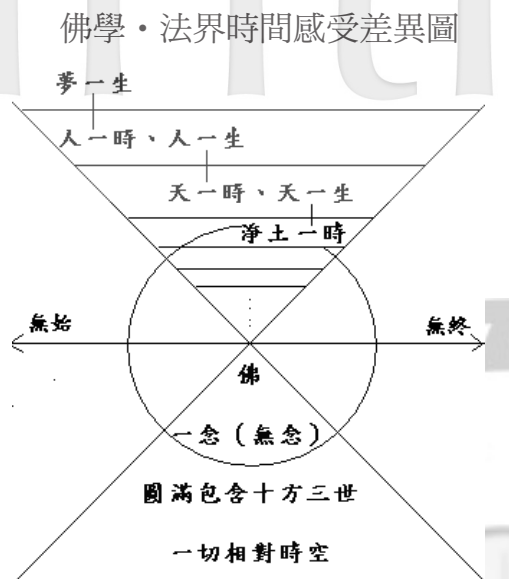 佛學・法界時間感受差異圖
夢一生
人一時、人一生
天一時、天一生
淨土一時
無始
無終
佛
一念（無念）
圓滿包含十方三世
一切相對時空